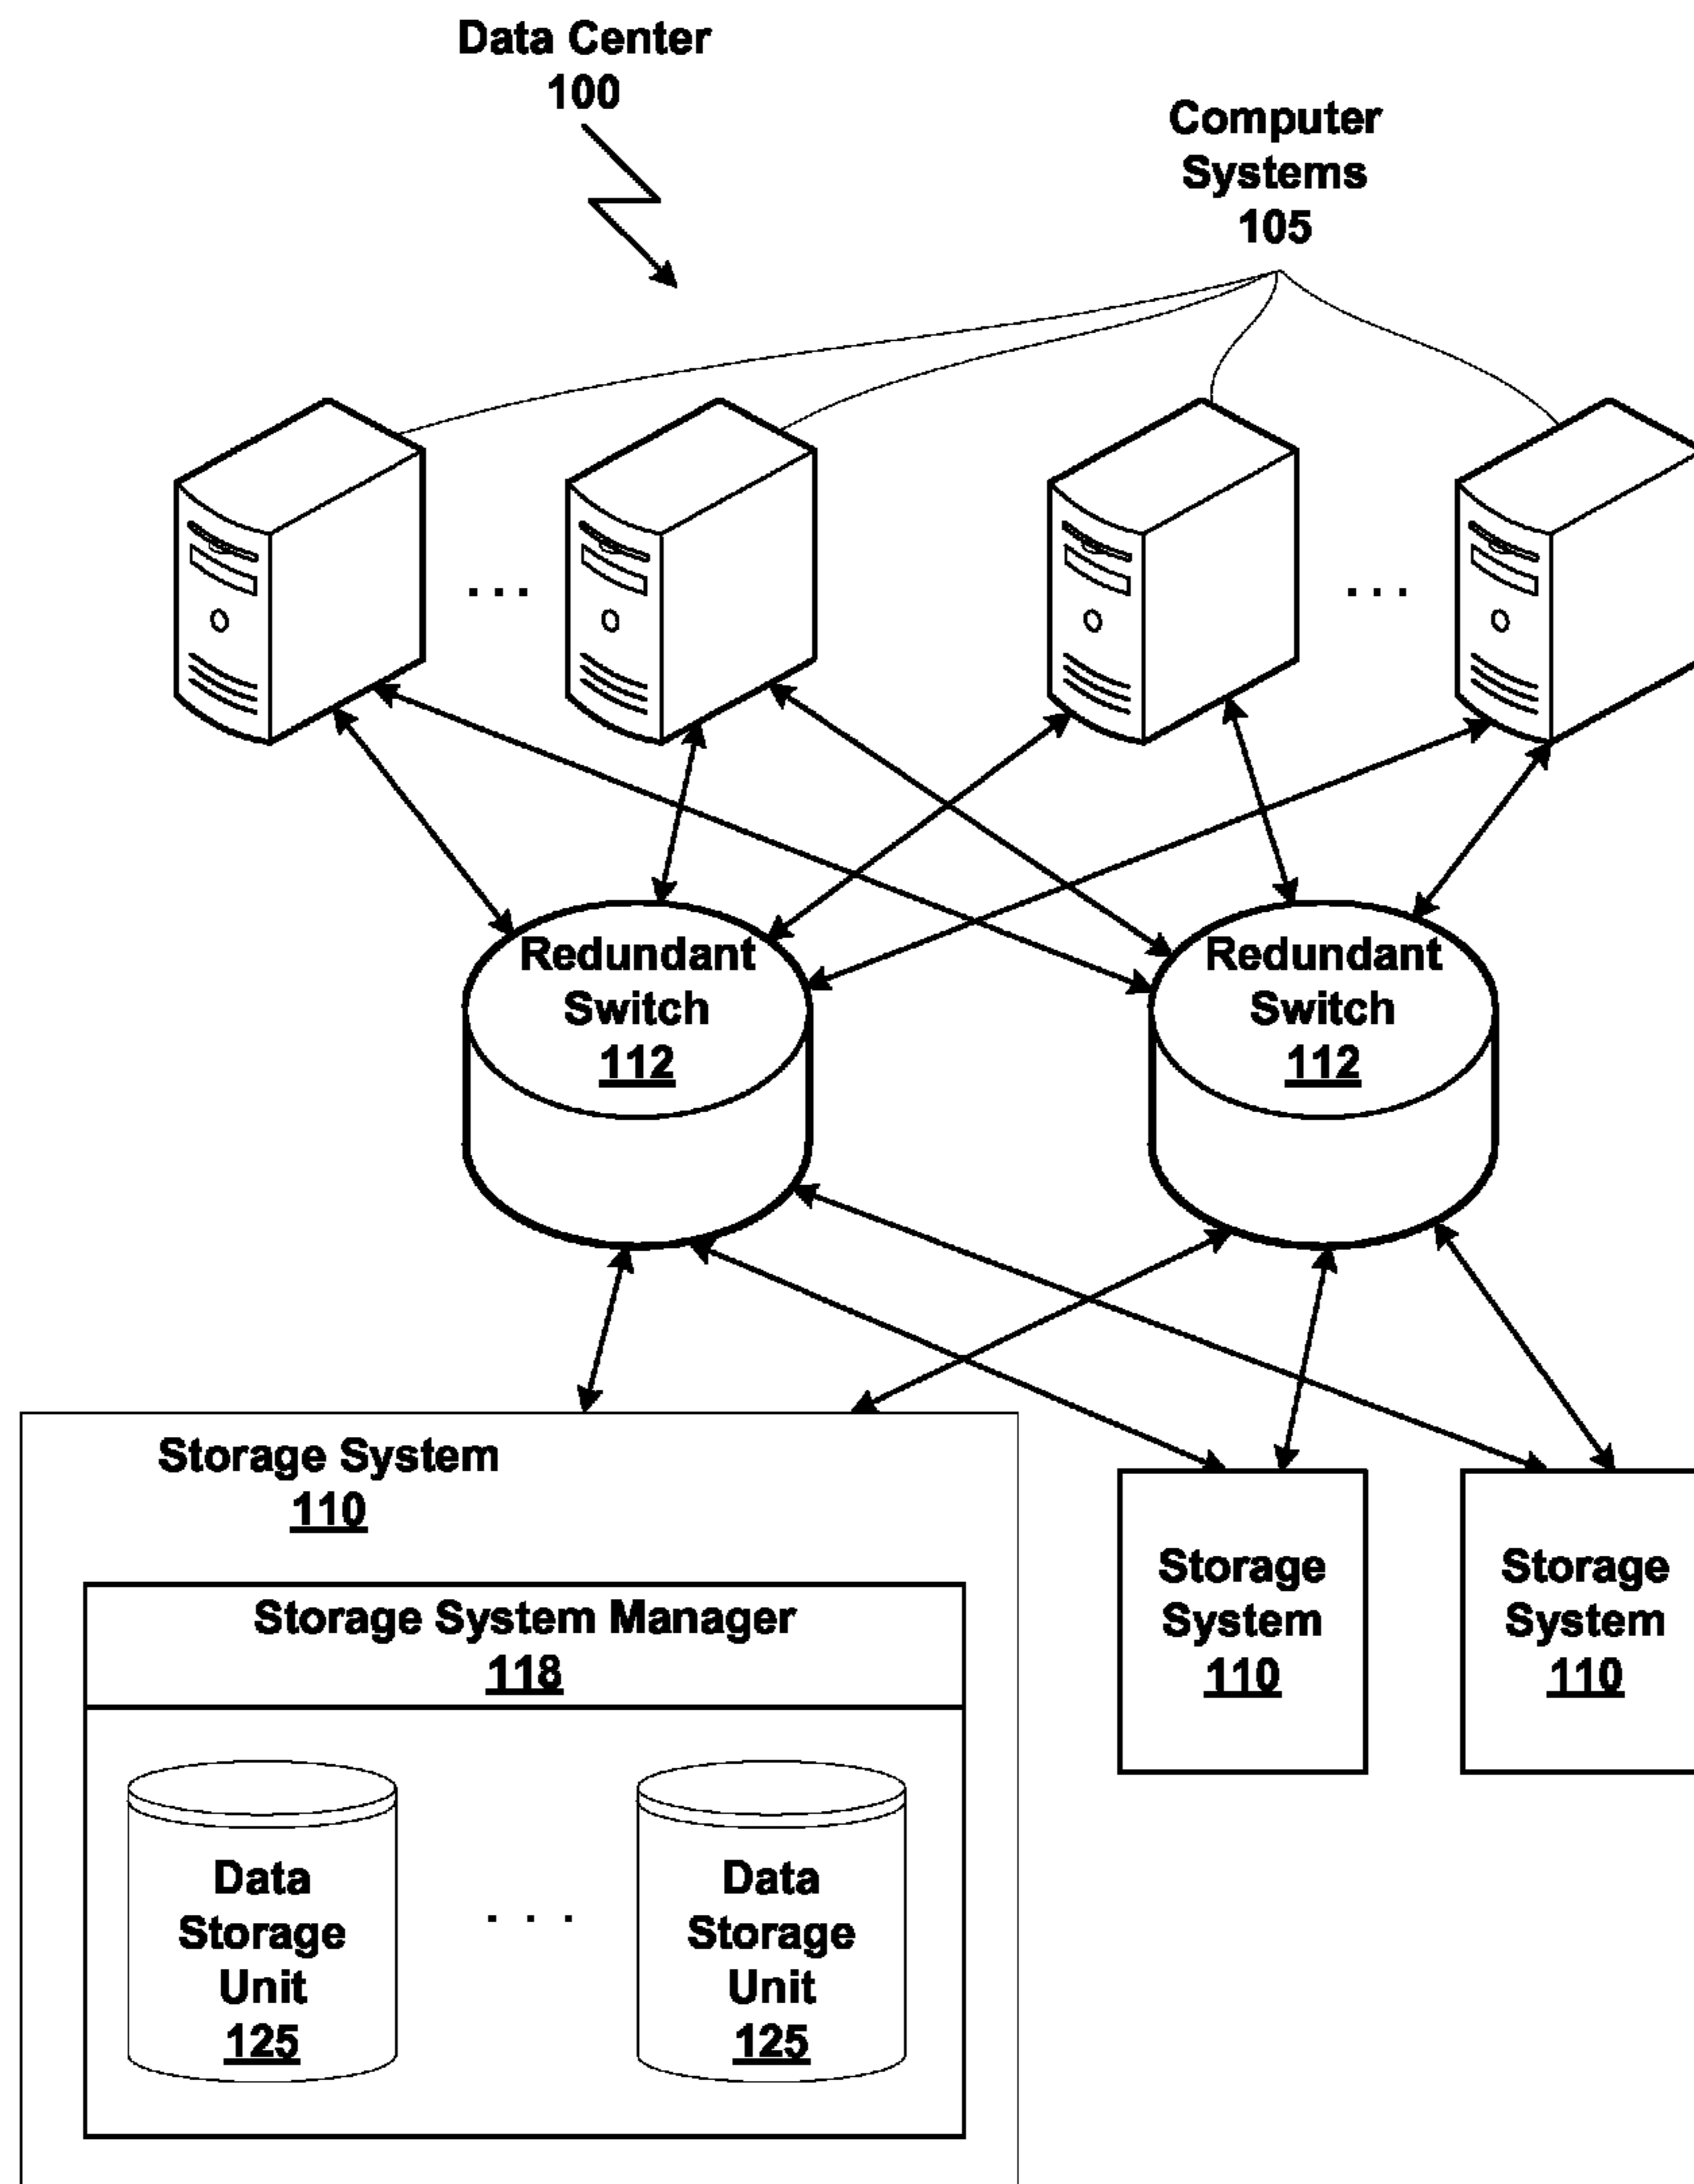 Data Center
100
Computer
Systems
105
...
...
Redundant
Switch
112
Redundant
Switch
112
Storage System
110
Storage System Manager
118
Data
Storage
Unit
125
. . .
Data
Storage
Unit
125
Storage
System
110
Storage
System
110